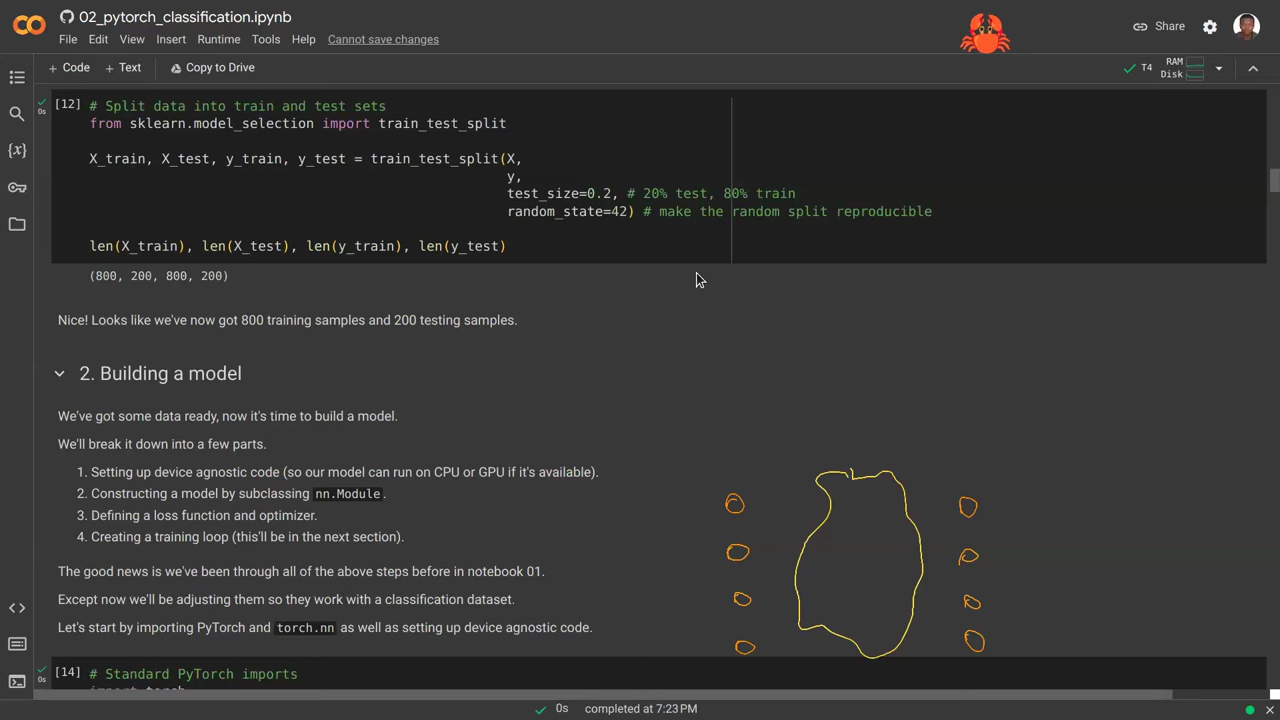 02_pytorch_classification.ipynb
File Edit View Insert Runtime Tools Help Cannot save changes
Share
+ Code + Text Copy to Drive
T4 RAM
Disk
[12] # Split data into train and test sets
0s
from sklearn.model_selection import train_test_split
X_train, X_test, y_train, y_test = train_test_split(X,
y,
test_size=0.2, # 20% test, 80% train
random_state=42) # make the random split reproducible
len(X_train), len(X_test), len(y_train), len(y_test)
(800, 200, 800, 200)
Nice! Looks like we've now got 800 training samples and 200 testing samples.
2. Building a model
We've got some data ready, now it's time to build a model.
We'll break it down into a few parts.
1. Setting up device agnostic code (so our model can run on CPU or GPU if it's available).
2. Constructing a model by subclassing nn.Module.
3. Defining a loss function and optimizer.
4. Creating a training loop (this'll be in the next section).
The good news is we've been through all of the above steps before in notebook 01.
Except now we'll be adjusting them so they work with a classification dataset.
Let's start by importing PyTorch and torch.nn as well as setting up device agnostic code.
[14] # Standard PyTorch imports
0s
import torch
0s completed at 7:23PM